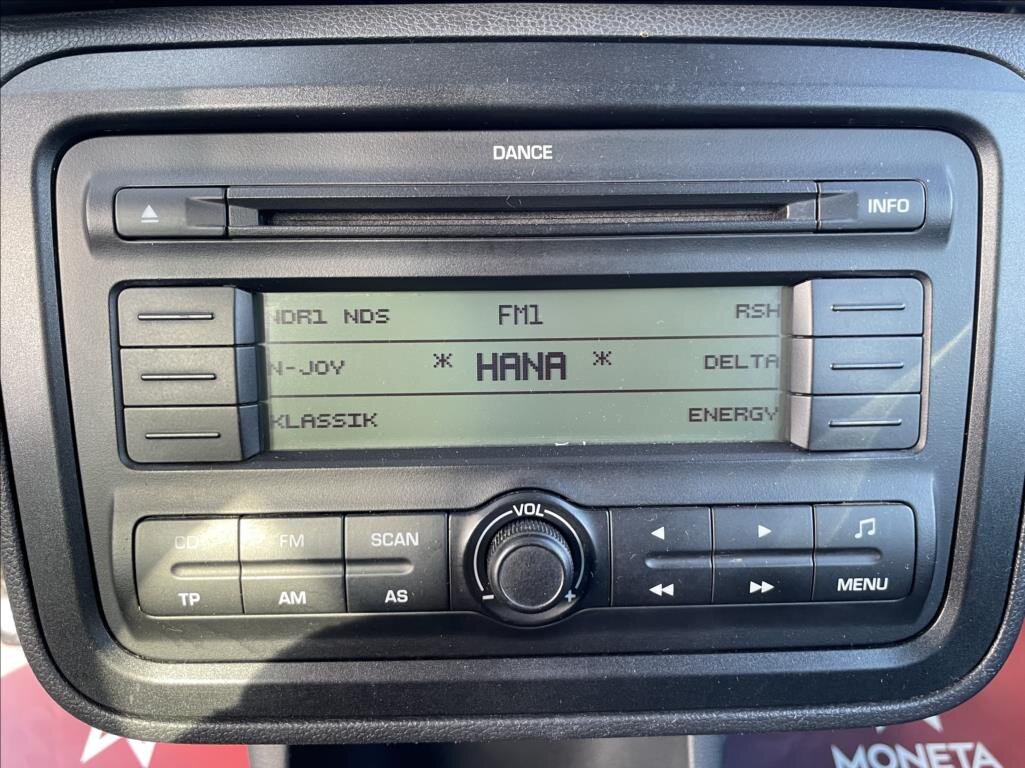 DANCE
INFO
NDR1 NDS FM1 RSH
N-JOY * HANA * DELTA
KLASSIK ENERGY
VOL
CD FM SCAN
TP AM AS - + MENU
MONETA